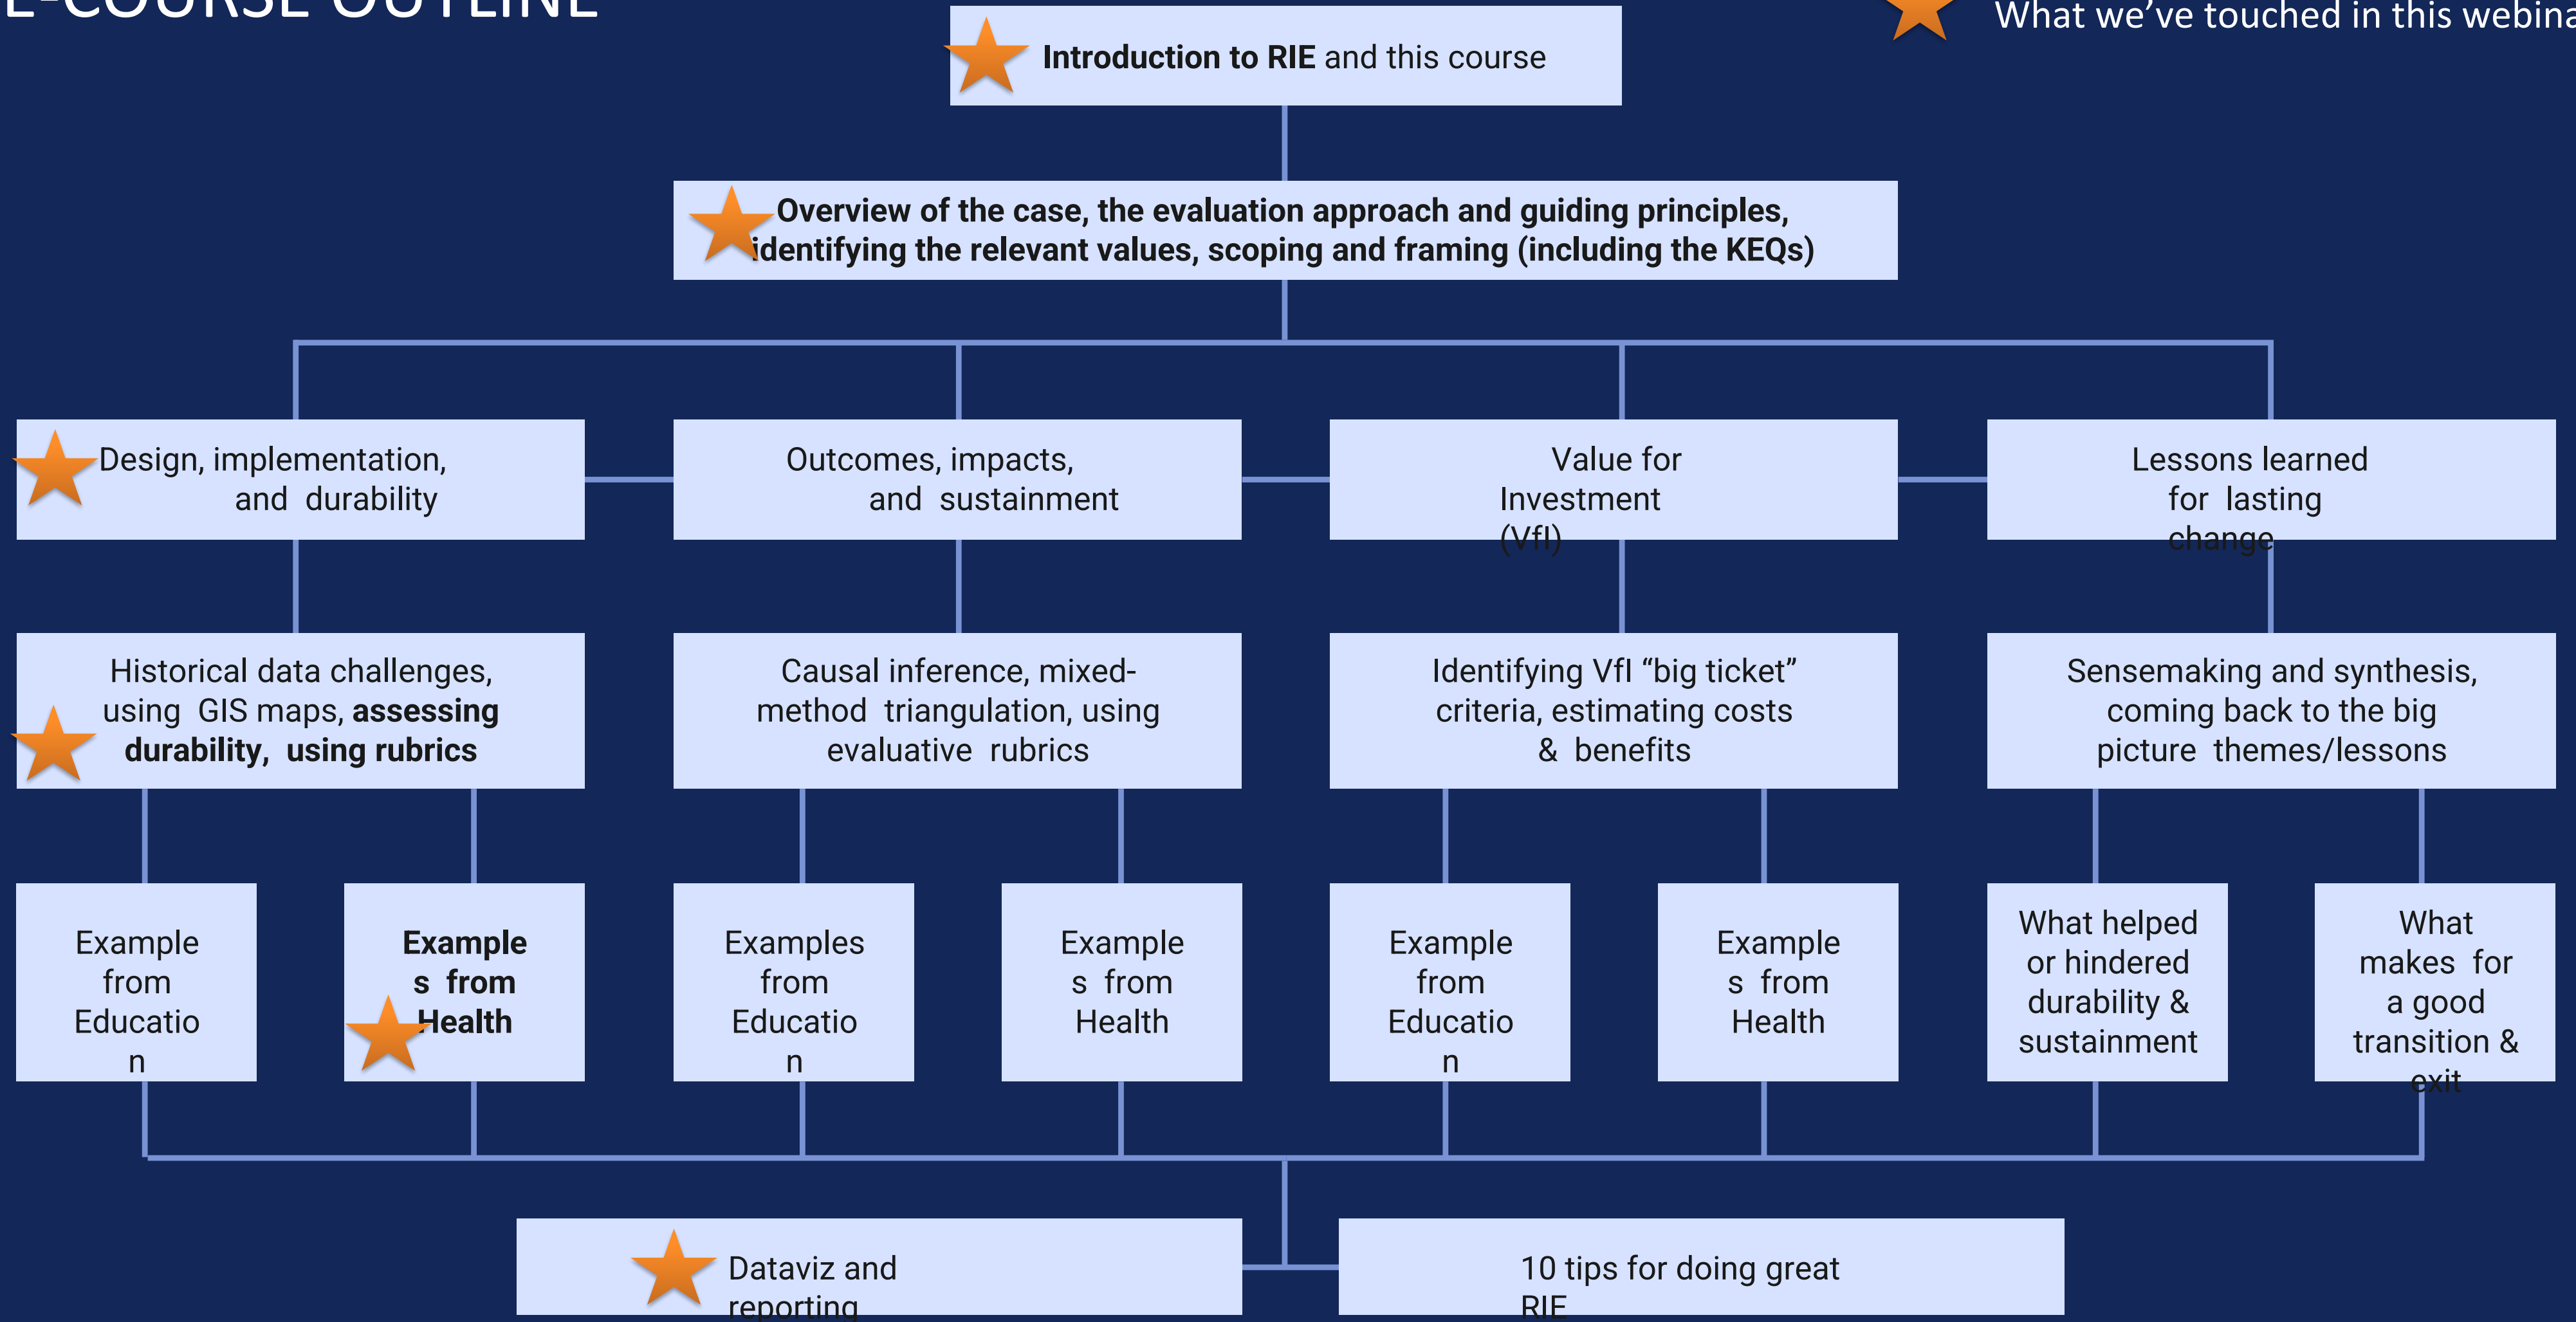 E-COURSE OUTLINE
What we've touched in this webina
Introduction to RIE and this course
Overview of the case, the evaluation approach and guiding principles,
identifying the relevant values, scoping and framing (including the KEQs)
Design, implementation,
and durability
Outcomes, impacts,
and sustainment
Value for
Investment
(VfI)
Lessons learned
for lasting
change
Historical data challenges,
using GIS maps, assessing
durability, using rubrics
Causal inference, mixed-
method triangulation, using
evaluative rubrics
Identifying VfI “big ticket”
criteria, estimating costs
& benefits
Sensemaking and synthesis,
coming back to the big
picture themes/lessons
Example
from
Educatio
n
Example
s from
Health
Examples
from
Educatio
n
Example
s from
Health
Example
from
Educatio
n
Example
s from
Health
What helped
or hindered
durability &
sustainment
What
makes for
a good
transition &
exit
Dataviz and
reporting
10 tips for doing great
RIE